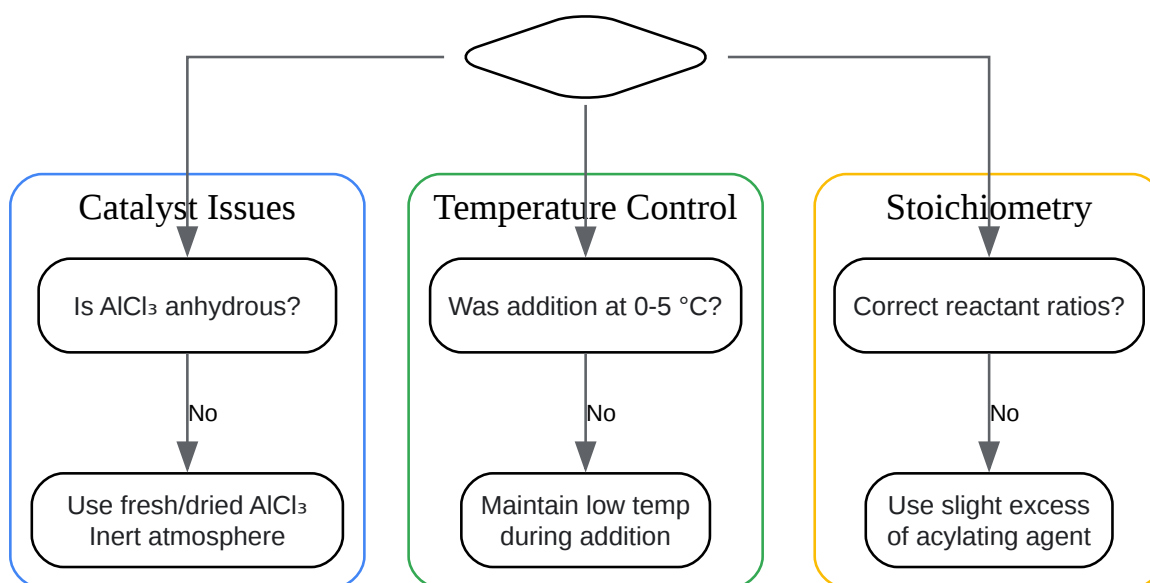 Catalyst Issues
Is AlCl₃ anhydrous?
No
Use fresh/dried AlCl₃
Inert atmosphere
Temperature Control
Was addition at 0-5 °C?
No
Maintain low temp
during addition
Stoichiometry
Correct reactant ratios?
No
Use slight excess
of acylating agent